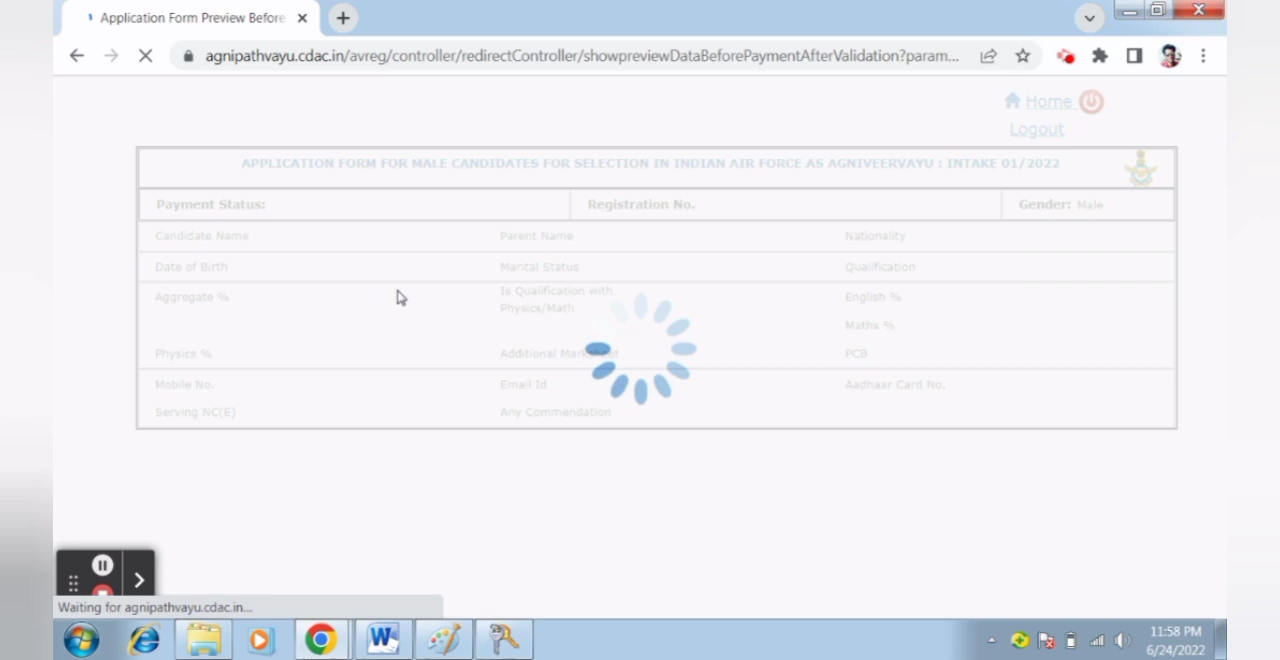 Application Form Preview Before
agnipathvayu.cdac.in/avreg/controller/redirectController/showpreviewDataBeforePaymentAfterValidation?param...
Home
Logout
APPLICATION FORM FOR MALE CANDIDATES FOR SELECTION IN INDIAN AIR FORCE AS AGNIVEERVAYU : INTAKE 01/2022
Payment Status: Registration No. Gender: Male
Candidate Name Parent Name Nationality
Date of Birth Marital Status Qualification
Aggregate % Is Qualification with Physics/Math English %
Maths %
Physics % Additional Marksheet PCB
Mobile No. Email Id Aadhaar Card No.
Serving NC(E) Any Commendation
Waiting for agnipathvayu.cdac.in...
11:58 PM
6/24/2022